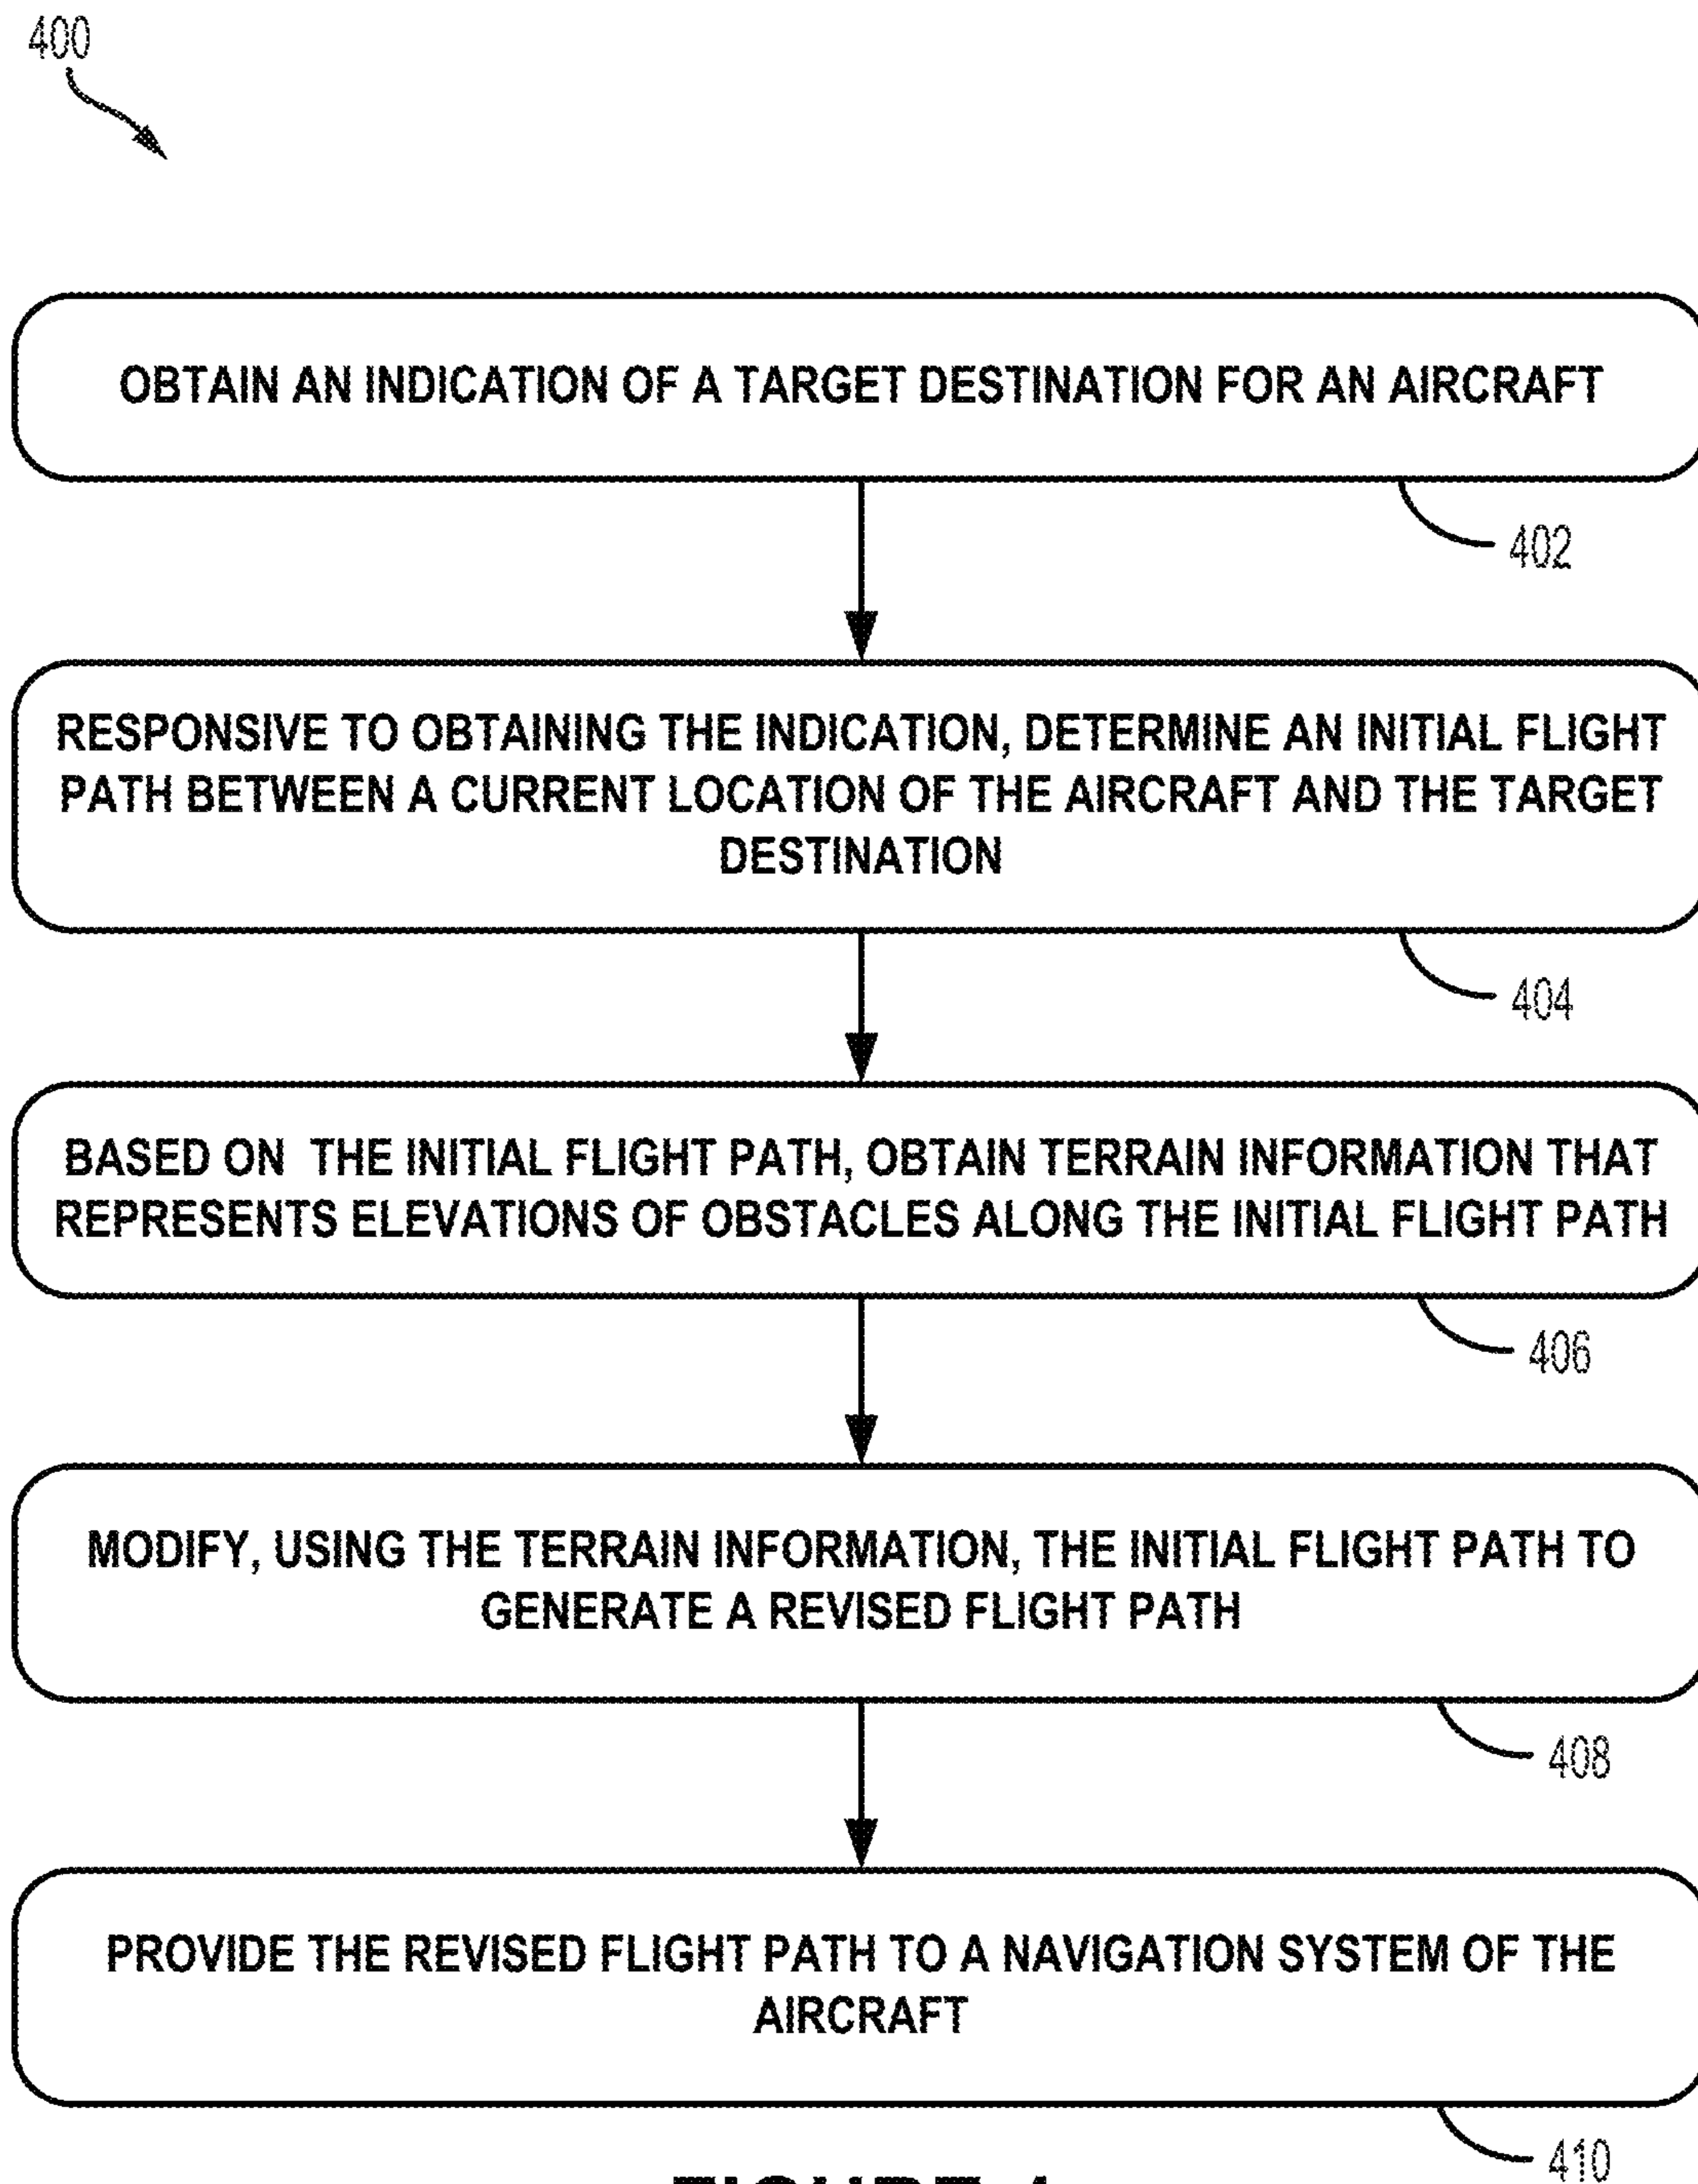 400
OBTAIN AN INDICATION OF A TARGET DESTINATION FOR AN AIRCRAFT
402
RESPONSIVE TO OBTAINING THE INDICATION, DETERMINE AN INITIAL FLIGHT
PATH BETWEEN A CURRENT LOCATION OF THE AIRCRAFT AND THE TARGET
DESTINATION
404
BASED ON THE INITIAL FLIGHT PATH, OBTAIN TERRAIN INFORMATION THAT
REPRESENTS ELEVATIONS OF OBSTACLES ALONG THE INITIAL FLIGHT PATH
406
MODIFY, USING THE TERRAIN INFORMATION, THE INITIAL FLIGHT PATH TO
GENERATE A REVISED FLIGHT PATH
408
PROVIDE THE REVISED FLIGHT PATH TO A NAVIGATION SYSTEM OF THE
AIRCRAFT
410